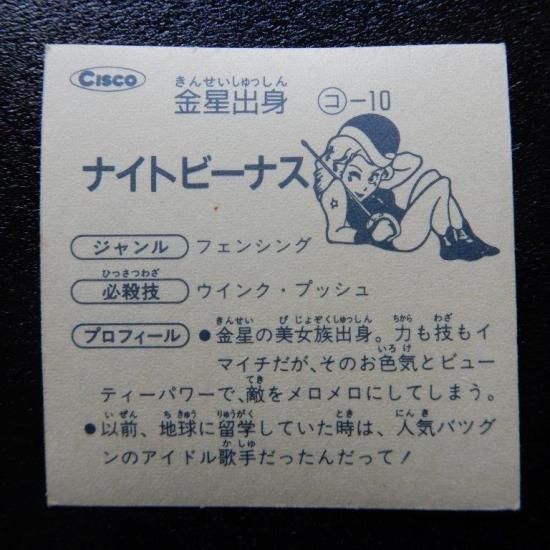 Cisco
きんせいしゅっしん
金星出身 コ-10
ナイトビーナス
ジャンル フェンシング
ひっさつわざ
必殺技 ウインク・プッシュ
きんせい び じょぞくしゅっしん ちから わざ
プロフィール ●金星の美女族出身。力も技もイ
いろけ
マイチだが、そのお色気とビュー
てき
ティーパワーで、敵をメロメロにしてしまう。
いぜん ちきゅう りゅうがく とき にんき
●以前、地球に留学していた時は、人気バツグ
かしゅ
ンのアイドル歌手だったんだって!